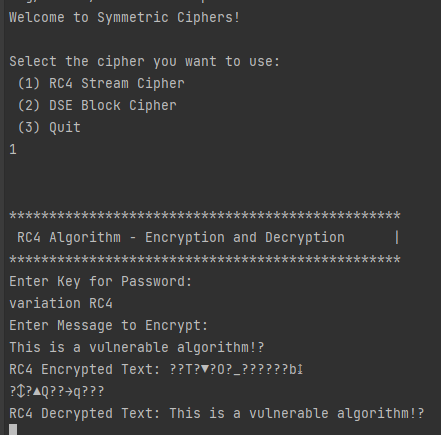 Welcome to Symmetric Ciphers!
Select the cipher you want to use:
(1) RC4 Stream Cipher
(2) DSE Block Cipher
(3) Quit
1
*************************************************
RC4 Algorithm - Encryption and Decryption      |
*************************************************
Enter Key for Password:
variation RC4
Enter Message to Encrypt:
This is a vulnerable algorithm!?
RC4 Encrypted Text: ??T?▼?O?_??????b↨
?↕?▲Q??→q???
RC4 Decrypted Text: This is a vulnerable algorithm!?